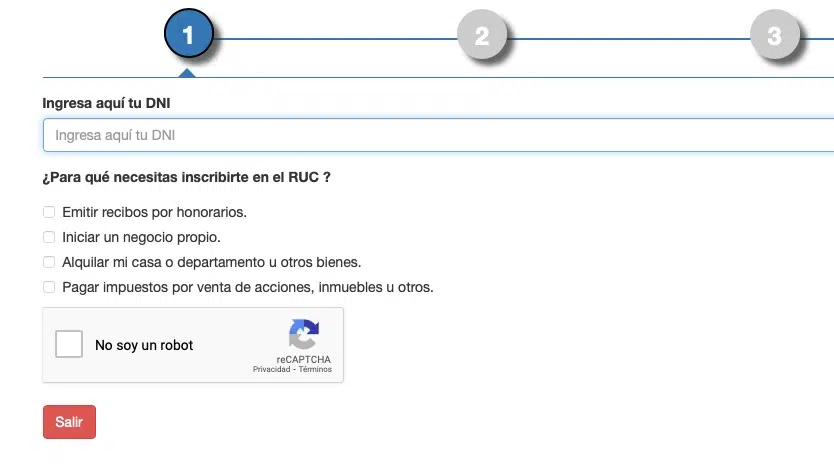 1
2
3
Ingresa aquí tu DNI
Ingresa aquí tu DNI
¿Para qué necesitas inscribirte en el RUC ?
Emitir recibos por honorarios.
Iniciar un negocio propio.
Alquilar mi casa o departamento u otros bienes.
Pagar impuestos por venta de acciones, inmuebles u otros.
No soy un robot
reCAPTCHA
Privacidad - Términos
Salir